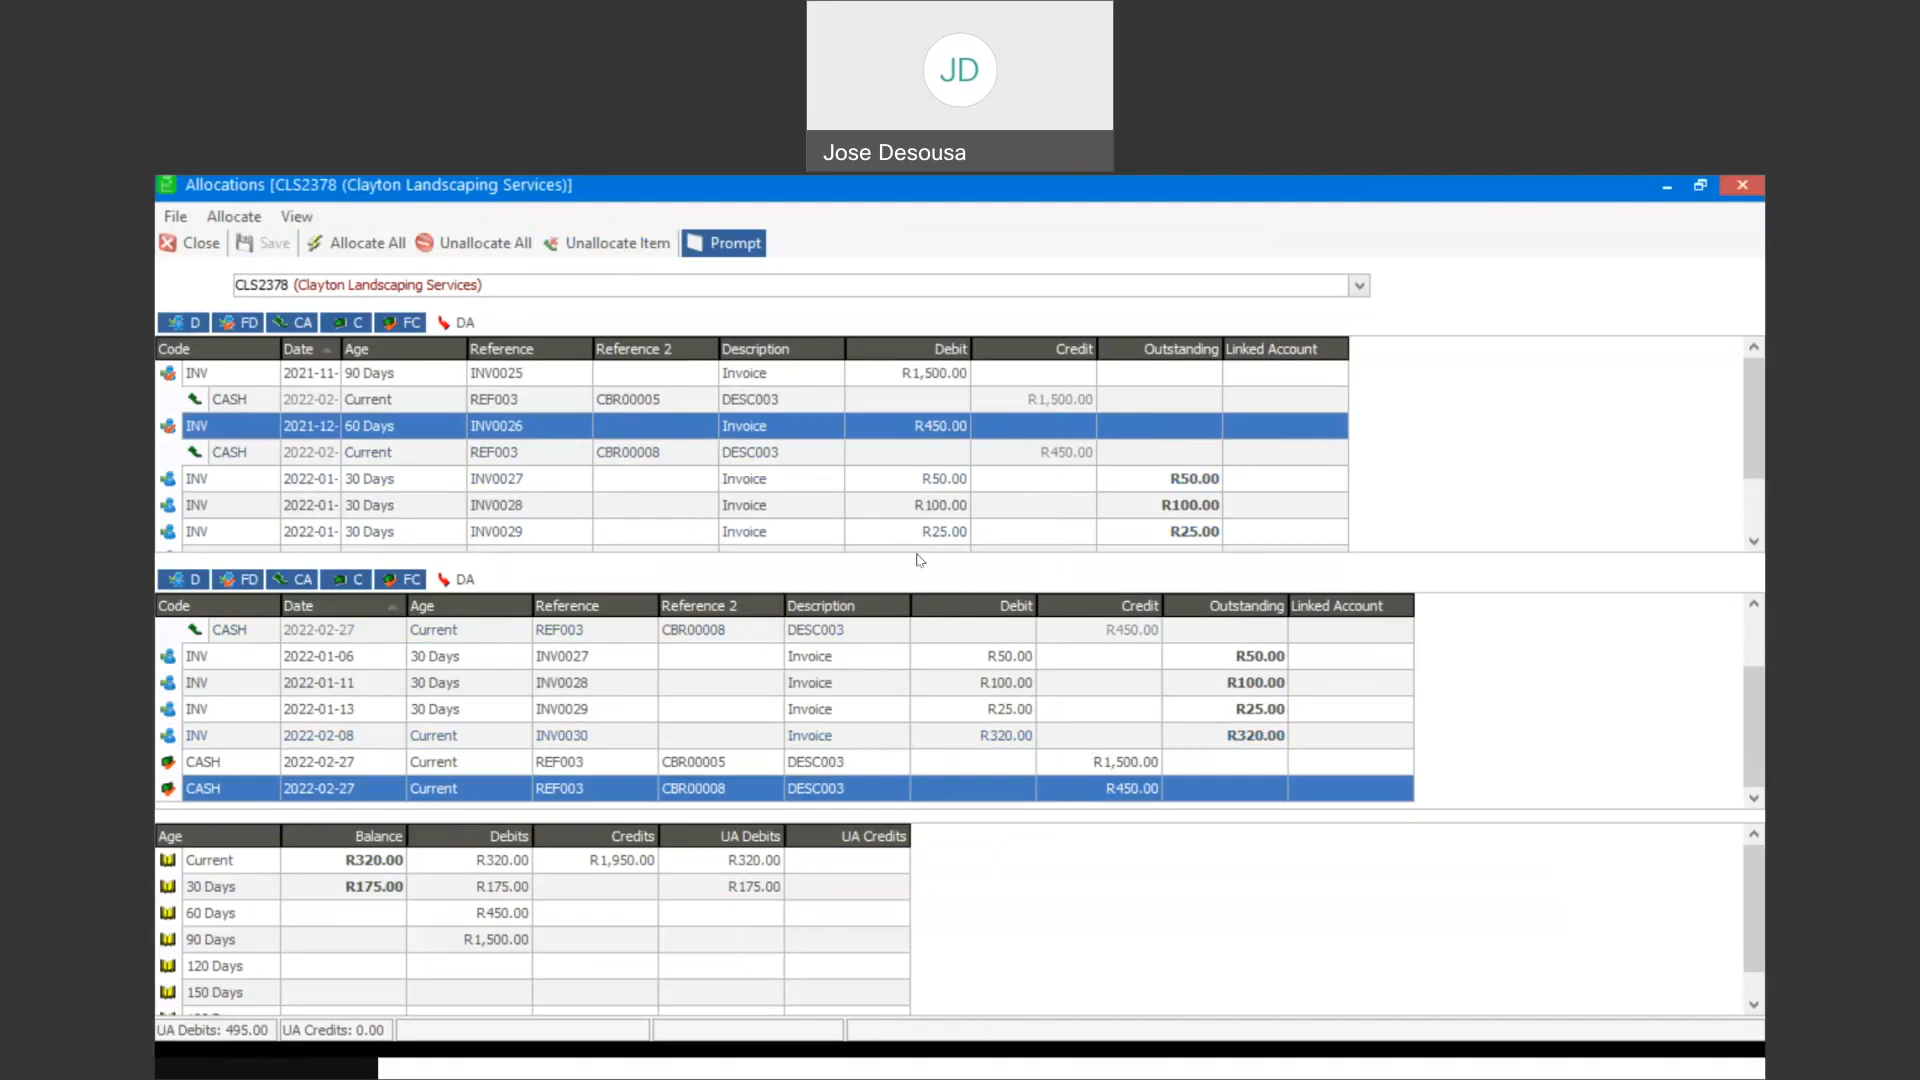 JD
Jose Desousa
Allocations [CLS2378 (Clayton Landscaping Services)]
File Allocate View
Close Save Allocate All Unallocate All Unallocate Item Prompt
CLS2378 (Clayton Landscaping Services)
D FD CA C FC DA
Code Date Age Reference Reference 2 Description Debit Credit Outstanding Linked Account
INV 2021-11- 90 Days INV0025 Invoice R1,500.00
CASH 2022-02- Current REF003 CBR00005 DESC003 R1,500.00
INV 2021-12- 60 Days INV0026 Invoice R450.00
CASH 2022-02- Current REF003 CBR00008 DESC003 R450.00
INV 2022-01- 30 Days INV0027 Invoice R50.00 R50.00
INV 2022-01- 30 Days INV0028 Invoice R100.00 R100.00
INV 2022-01- 30 Days INV0029 Invoice R25.00 R25.00
D FD CA C FC DA
Code Date Age Reference Reference 2 Description Debit Credit Outstanding Linked Account
CASH 2022-02-27 Current REF003 CBR00008 DESC003 R450.00
INV 2022-01-06 30 Days INV0027 Invoice R50.00 R50.00
INV 2022-01-11 30 Days INV0028 Invoice R100.00 R100.00
INV 2022-01-13 30 Days INV0029 Invoice R25.00 R25.00
INV 2022-02-08 Current INV0030 Invoice R320.00 R320.00
CASH 2022-02-27 Current REF003 CBR00005 DESC003 R1,500.00
CASH 2022-02-27 Current REF003 CBR00008 DESC003 R450.00
Age Balance Debits Credits UA Debits UA Credits
Current R320.00 R320.00 R1,950.00 R320.00
30 Days R175.00 R175.00 R175.00
60 Days R450.00
90 Days R1,500.00
120 Days
150 Days
UA Debits: 495.00 UA Credits: 0.00